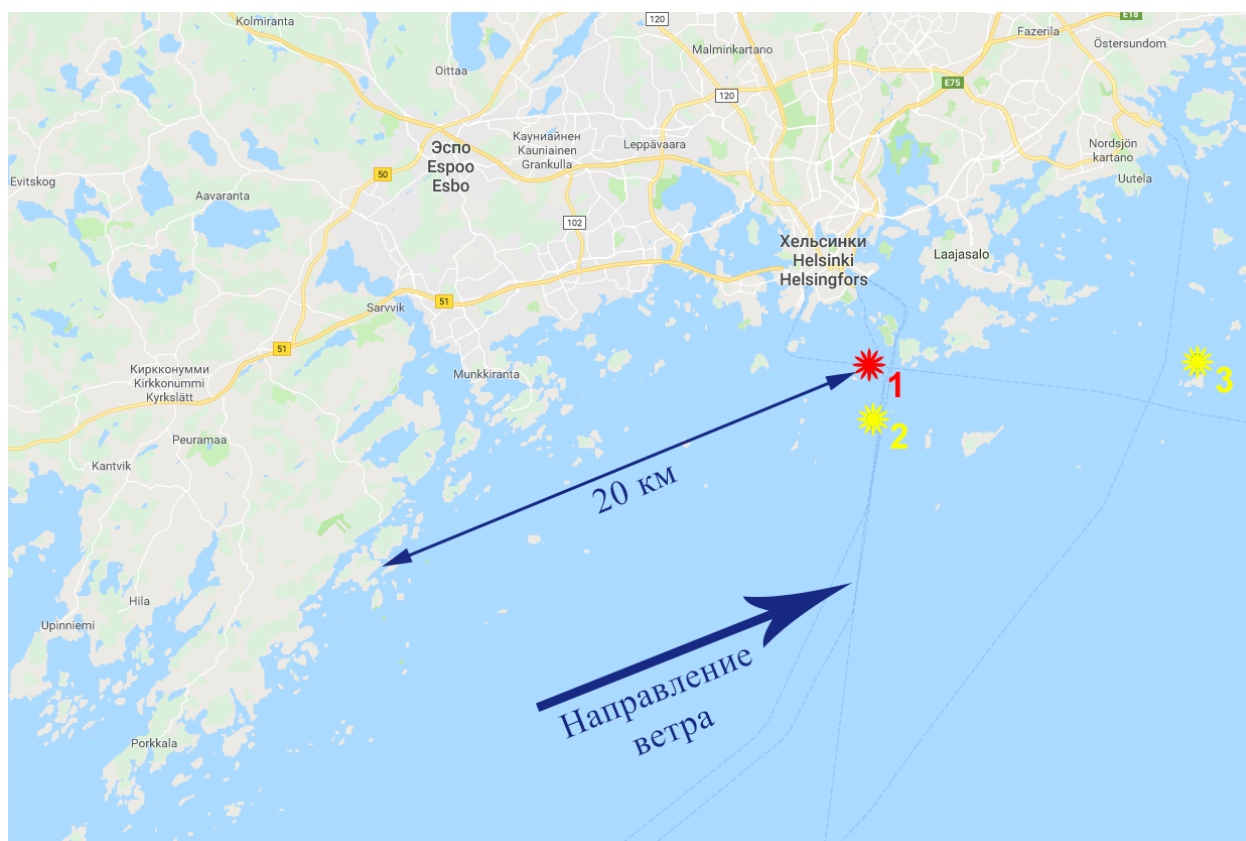 Kolmiranta
120
E18
Fazerila
Östersundom
Malminkartano
Oittaa
E75
120
Эспо
Espoo
Esbo
Кауниайнен
Kauniainen
Grankulla
Leppävaara
Nordsjön
kartano
Evitskog
50
Uutela
Aavaranta
102
Хельсинки
Helsinki
Helsingfors
Laajasalo
51
Sarvvik
51
Киркконумми
Kirkkonummi
Kyrkslätt
Munkkiranta
1
3
2
Peuramaa
Kantvik
20 км
Hila
Upinniemi
Направление
ветра
Porkkala